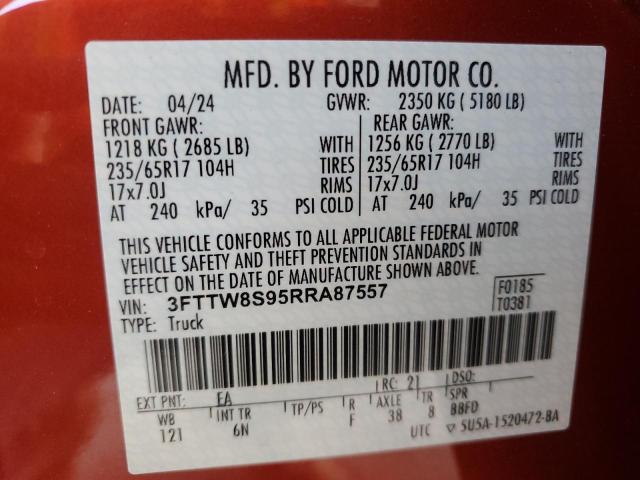 MFD. BY FORD MOTOR CO.
DATE: 04/24 GVWR: 2350 KG ( 5180 LB)
FRONT GAWR: REAR GAWR:
1218 KG ( 2685 LB) WITH 1256 KG ( 2770 LB) WITH
235/65R17 104H TIRES 235/65R17 104H TIRES
17x7.0J RIMS 17x7.0J RIMS
AT 240 kPa/ 35 PSI COLD AT 240 kPa/ 35 PSI COLD
THIS VEHICLE CONFORMS TO ALL APPLICABLE FEDERAL MOTOR
VEHICLE SAFETY AND THEFT PREVENTION STANDARDS IN
EFFECT ON THE DATE OF MANUFACTURE SHOWN ABOVE.
VIN: 3FTTW8S95RRA87557 F0185
TYPE: Truck T0381
EXT PNT: EA RC: 21 DSO:
WB INT TR TP/PS R AXLE TR SPR
121 6N F 38 8 BBFD
UTC ▽ 5U5A-1520472-BA